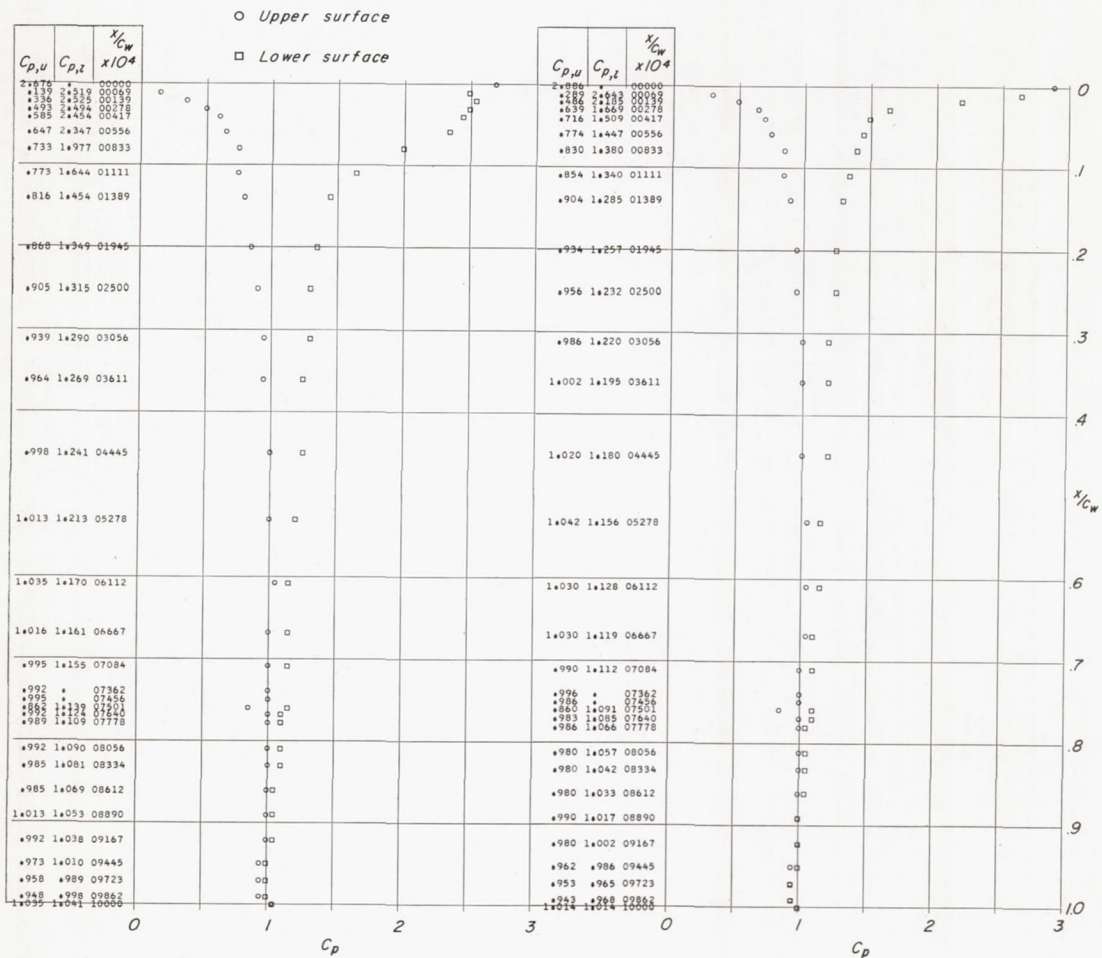 ○ Upper surface
□ Lower surface
C_p,u C_p,l x/c_w x10^4
2.676 . 00000
.139 2.519 00069
.336 2.525 00139
.493 2.494 00278
.585 2.454 00417
.647 2.347 00556
.733 1.977 00833
.773 1.644 01111
.816 1.454 01389
.868 1.349 01945
.905 1.315 02500
.939 1.290 03056
.964 1.269 03611
.998 1.241 04445
1.013 1.213 05278
1.035 1.170 06112
1.016 1.161 06667
.995 1.155 07084
.992 . 07362
.995 . 07456
.862 1.139 07501
.992 1.124 07640
.989 1.109 07778
.992 1.090 08056
.985 1.081 08334
.985 1.069 08612
1.013 1.053 08890
.992 1.038 09167
.973 1.010 09445
.958 .989 09723
.948 .998 09862
1.035 1.041 10000
0 1 2 3
C_p
C_p,u C_p,l x/c_w x10^4
2.886 . 00000
.289 2.643 00069
.486 2.185 00139
.639 1.669 00278
.716 1.509 00417
.774 1.447 00556
.830 1.380 00833
.854 1.340 01111
.904 1.285 01389
.934 1.257 01945
.956 1.232 02500
.986 1.220 03056
1.002 1.195 03611
1.020 1.180 04445
1.042 1.156 05278
1.030 1.128 06112
1.030 1.119 06667
.990 1.112 07084
.996 . 07362
.986 . 07456
.860 1.091 07501
.983 1.085 07640
.986 1.066 07778
.980 1.057 08056
.980 1.042 08334
.980 1.033 08612
.990 1.017 08890
.980 1.002 09167
.962 .986 09445
.953 .965 09723
.943 .968 09862
1.014 1.014 10000
0 1 2 3
C_p
0
.1
.2
.3
.4
x/c_w
.6
.7
.8
.9
1.0